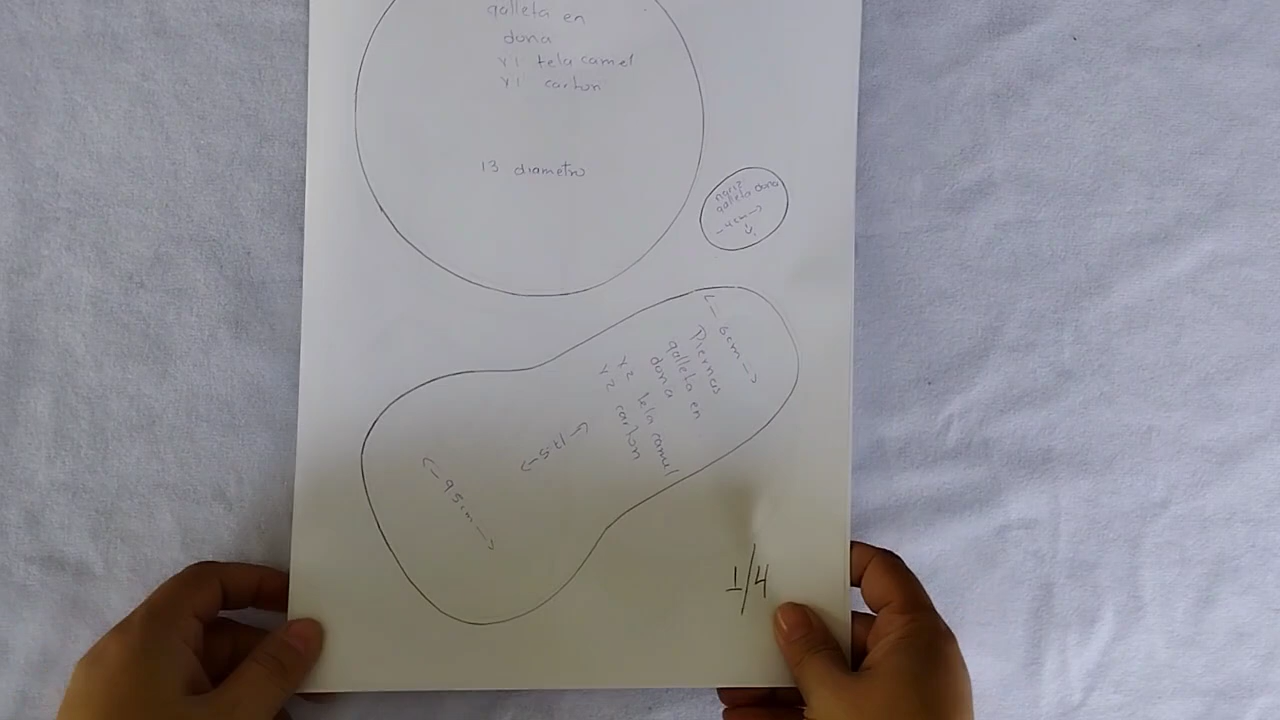 galleta en
dona
x1 tela camel
x1 carton
13 diametro
nariz
galleta dona
4cm
6cm
Piernas
galleta en
dona
x2 tela camel
x2 carton
9.5cm
1/4